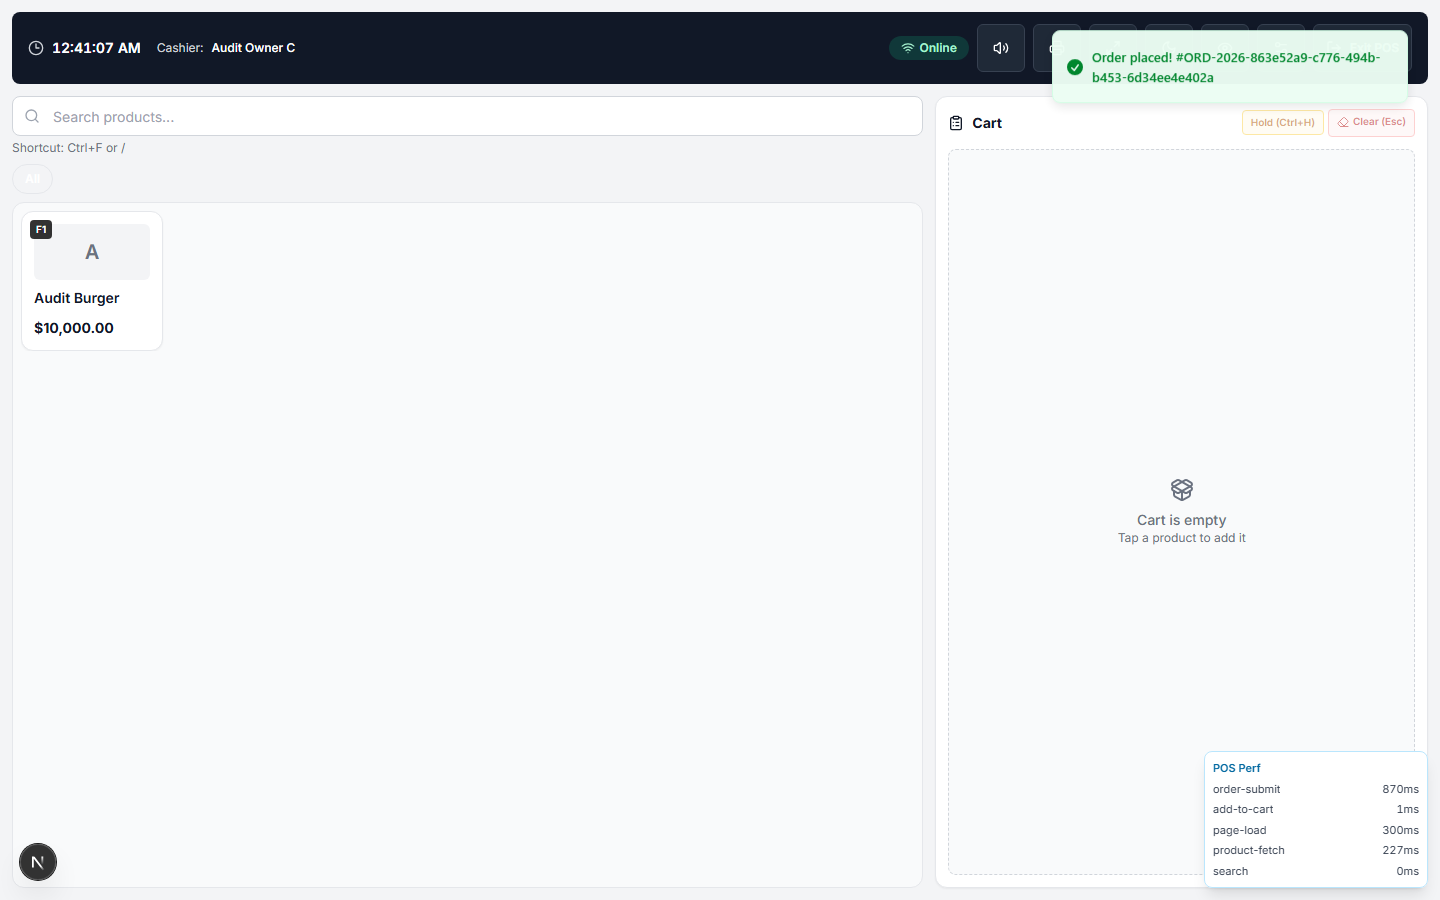 12:41:07 AM
Cashier: Audit Owner C
Online
Order placed! #ORD-2026-863e52a9-c776-494b-
b453-6d34ee4e402a
Search products...
Shortcut: Ctrl+F or /
All
F1
A
Audit Burger
$10,000.00
Cart
Hold (Ctrl+H)
Clear (Esc)
Cart is empty
Tap a product to add it
POS Perf
order-submit 870ms
add-to-cart 1ms
page-load 300ms
product-fetch 227ms
search 0ms
N